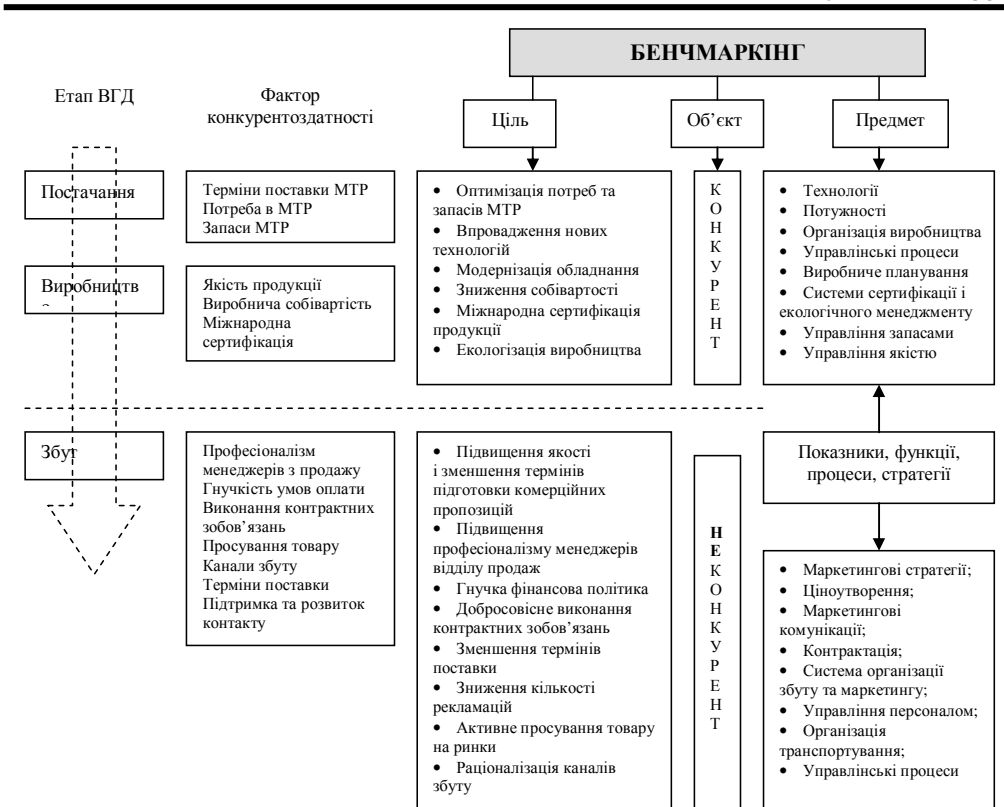 БЕНЧМАРКІНГ
Етап ВГД
Фактор
конкурентоздатності
Ціль
Об’єкт
Предмет
Постачання
Терміни поставки МТР
Потреба в МТР
Запаси МТР
• Оптимізація потреб та
запасів МТР
• Впровадження нових
технологій
• Модернізація обладнання
• Зниження собівартості
• Міжнародна сертифікація
продукції
• Екологізація виробництва
К
О
Н
К
У
Р
Е
Н
Т
• Технології
• Потужності
• Організація виробництва
• Управлінські процеси
• Виробниче планування
• Системи сертифікації і
екологічного менеджменту
• Управління запасами
• Управління якістю
Виробництв
Якість продукції
Виробнича собівартість
Міжнародна
сертифікація
Збут
Професіоналізм
менеджерів з продажу
Гнучкість умов оплати
Виконання контрактних
зобов’язань
Просування товару
Канали збуту
Терміни поставки
Підтримка та розвиток
контакту
• Підвищення якості
і зменшення термінів
підготовки комерційних
пропозицій
• Підвищення
професіоналізму менеджерів
відділу продаж
• Гнучка фінансова політика
• Добросовісне виконання
контрактних зобов’язань
• Зменшення термінів
поставки
• Зниження кількості
рекламацій
• Активне просування товару
на ринки
• Раціоналізація каналів
збуту
Н
Е
К
О
Н
К
У
Р
Е
Н
Т
Показники, функції,
процеси, стратегії
• Маркетингові стратегії;
• Ціноутворення;
• Маркетингові
комунікації;
• Контрактація;
• Система організації
збуту та маркетингу;
• Управління персоналом;
• Організація
транспортування;
• Управлінські процеси